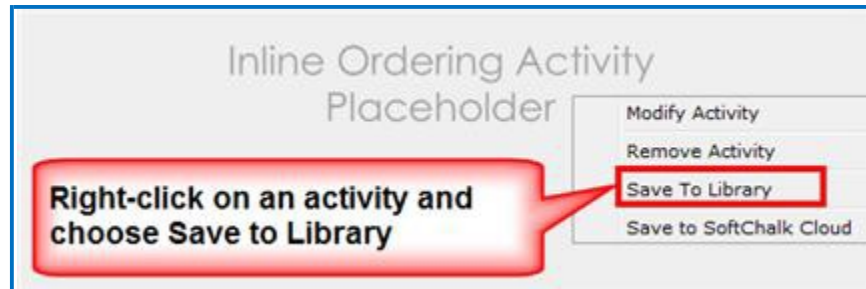 Inline Ordering Activity
Placeholder
Modify Activity
Remove Activity
Save To Library
Save to SoftChalk Cloud
Right-click on an activity and
choose Save to Library